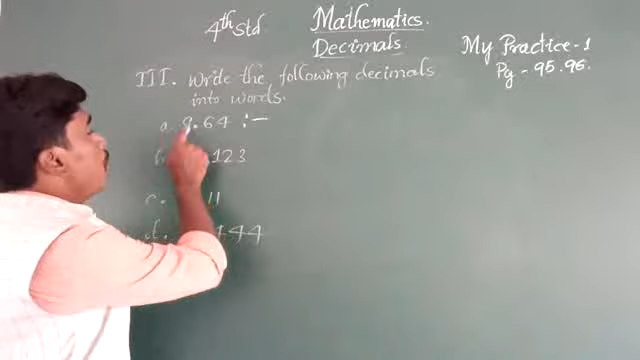 4th Std
Mathematics.
Decimals
My Practice-1
Pg - 95.96.
III. Write the following decimals
into words.
a. 9.64 :-
123
c. 11
d. 444